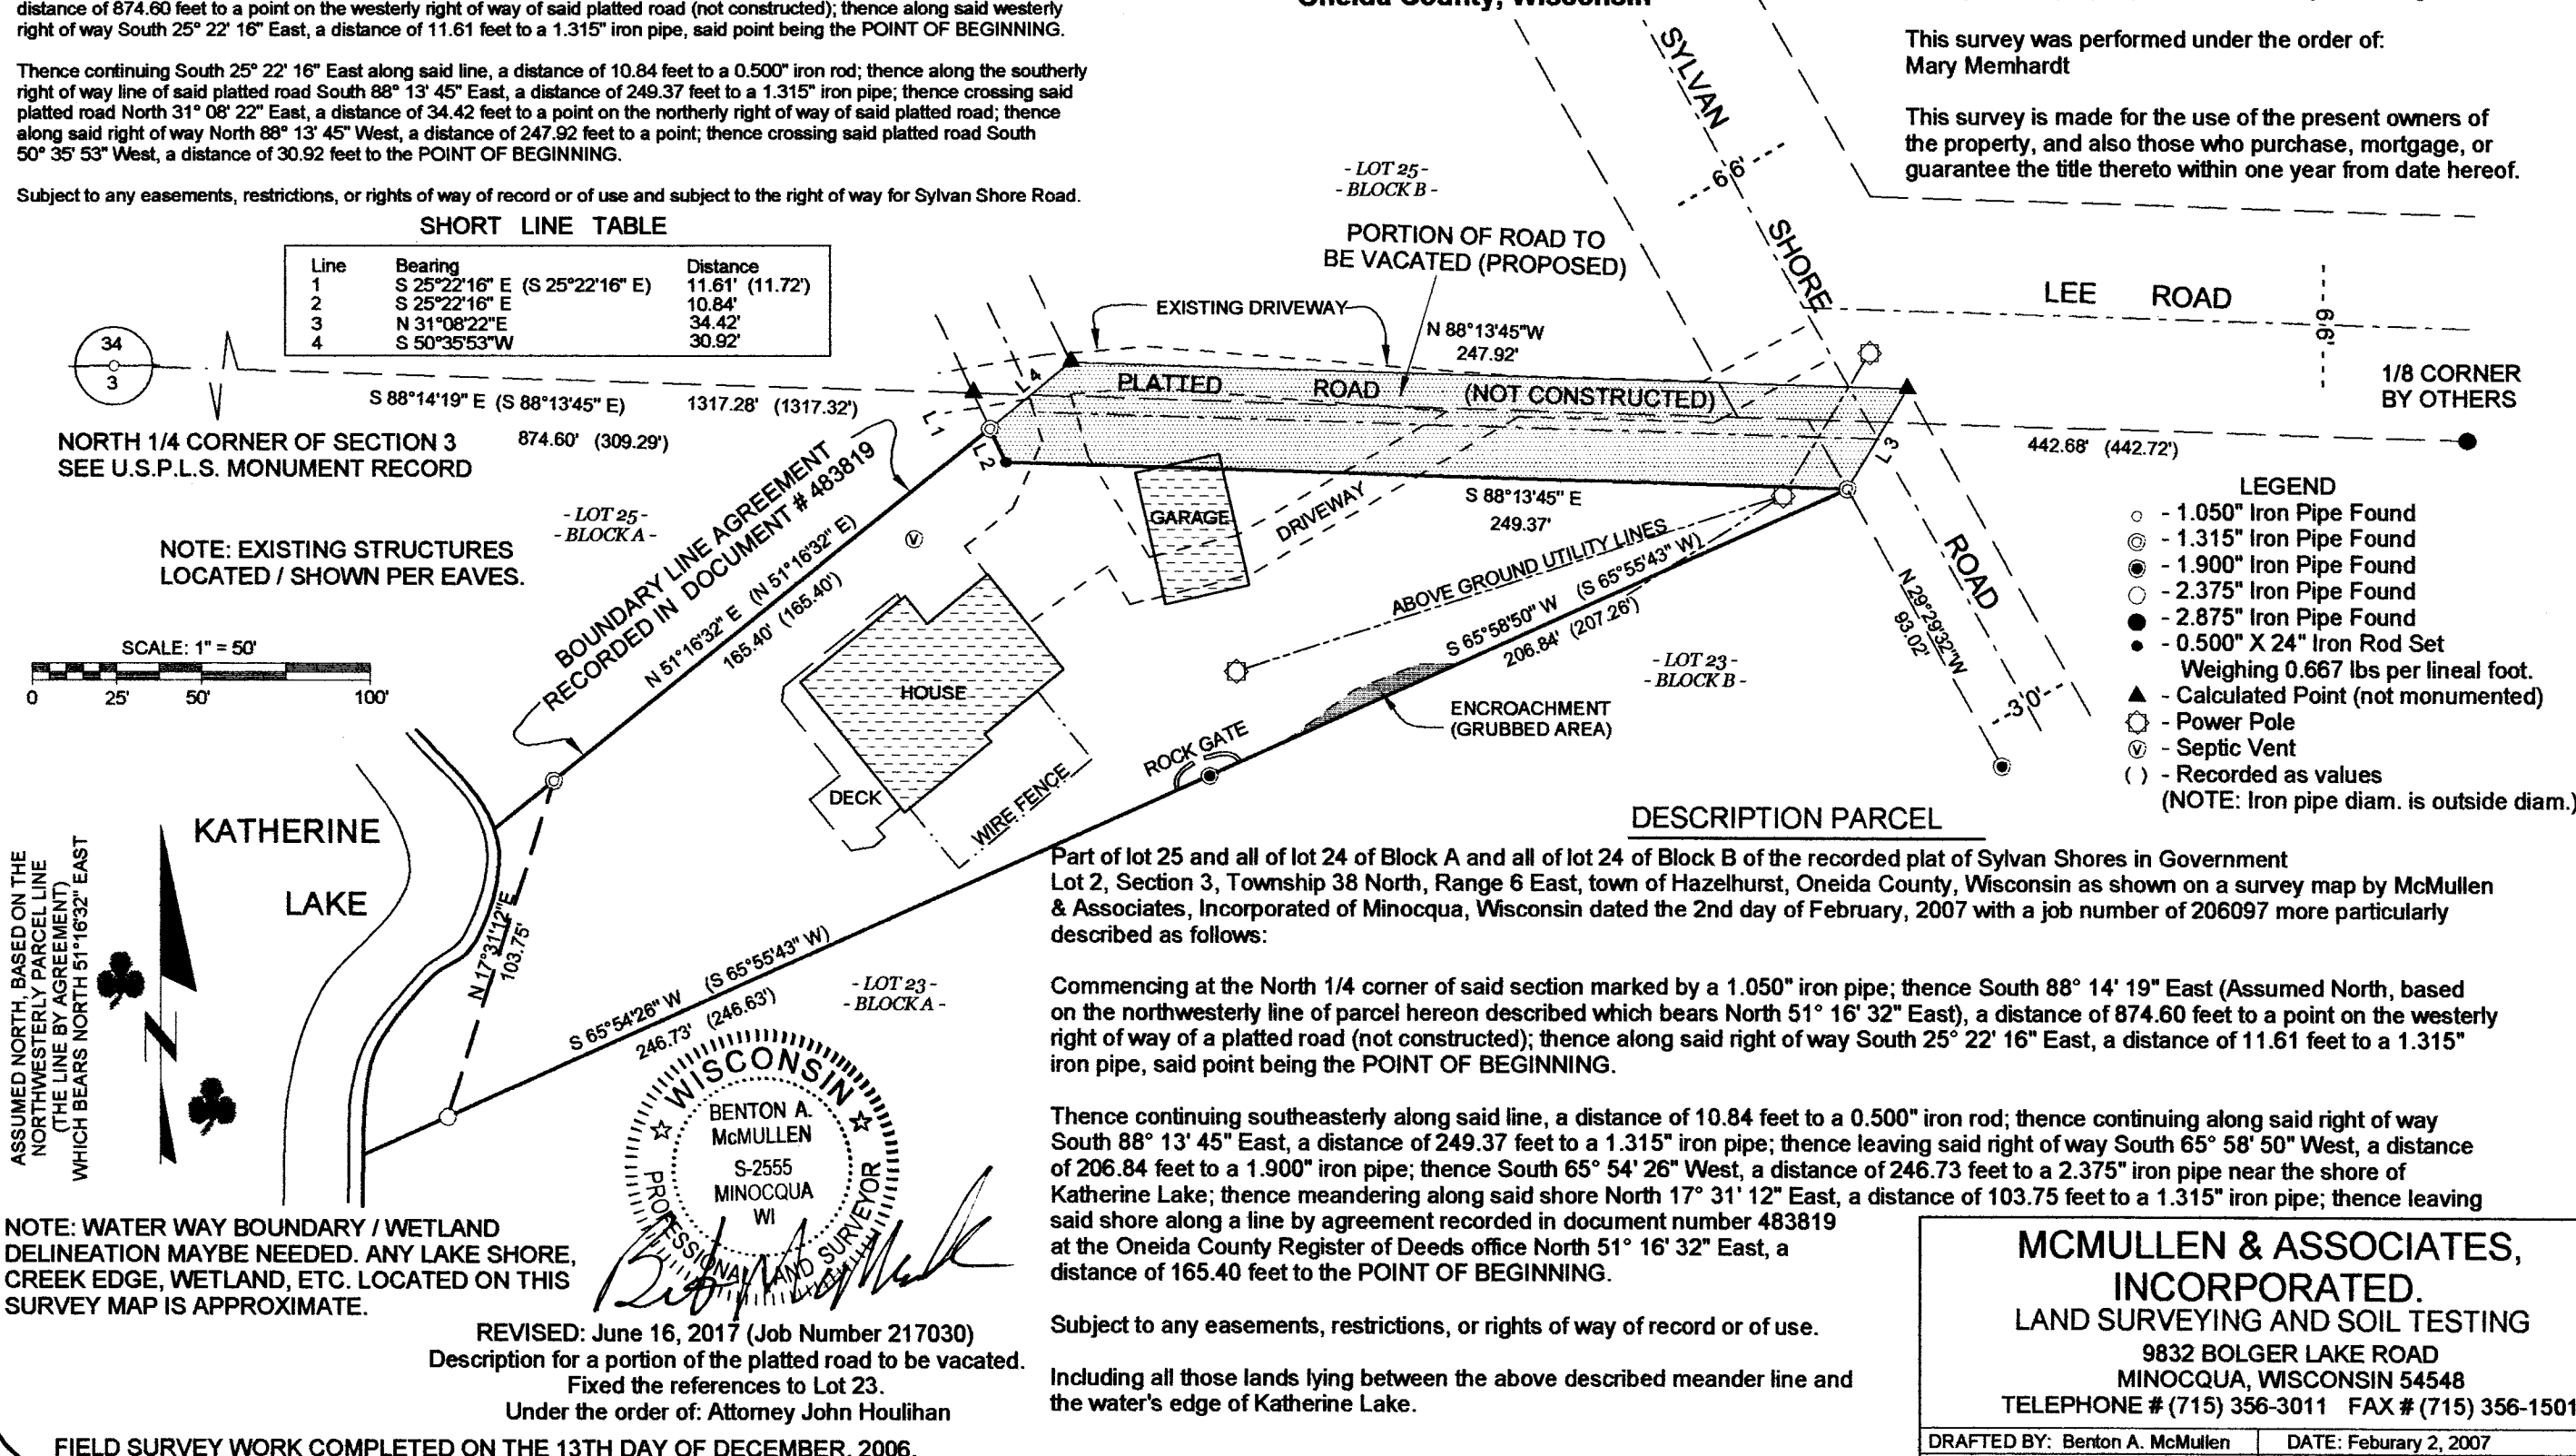 distance of 874.60 feet to a point on the westerly right of way of said platted road (not constructed); thence along said westerly
right of way South 25° 22' 16" East, a distance of 11.61 feet to a 1.315" iron pipe, said point being the POINT OF BEGINNING.
Thence continuing South 25° 22' 16" East along said line, a distance of 10.84 feet to a 0.500" iron rod; thence along the southerly
right of way line of said platted road South 88° 13' 45" East, a distance of 249.37 feet to a 1.315" iron pipe; thence crossing said
platted road North 31° 08' 22" East, a distance of 34.42 feet to a point on the northerly right of way of said platted road; thence
along said right of way North 88° 13' 45" West, a distance of 247.92 feet to a point; thence crossing said platted road South
50° 35' 53" West, a distance of 30.92 feet to the POINT OF BEGINNING.
Subject to any easements, restrictions, or rights of way of record or of use and subject to the right of way for Sylvan Shore Road.
Oneida County, Wisconsin
This survey was performed under the order of:
Mary Memhardt
This survey is made for the use of the present owners of
the property, and also those who purchase, mortgage, or
guarantee the title thereto within one year from date hereof.
SHORT LINE TABLE
Line Bearing Distance
1 S 25°22'16" E (S 25°22'16" E) 11.61' (11.72')
2 S 25°22'16" E 10.84'
3 N 31°08'22"E 34.42'
4 S 50°35'53"W 30.92'
34
3
S 88°14'19" E (S 88°13'45" E) 1317.28' (1317.32')
874.60' (309.29')
NORTH 1/4 CORNER OF SECTION 3
SEE U.S.P.L.S. MONUMENT RECORD
NOTE: EXISTING STRUCTURES
LOCATED / SHOWN PER EAVES.
SCALE: 1" = 50'
0 25' 50' 100'
- LOT 25 -
- BLOCK A -
- LOT 25 -
- BLOCK B -
PORTION OF ROAD TO
BE VACATED (PROPOSED)
EXISTING DRIVEWAY
N 88°13'45"W
247.92'
PLATTED ROAD (NOT CONSTRUCTED)
L4
L1
L2
L3
SYLVAN
SHORE
ROAD
66'
LEE ROAD
66'
1/8 CORNER
BY OTHERS
442.68' (442.72')
BOUNDARY LINE AGREEMENT
RECORDED IN DOCUMENT # 483819
N 51°16'32" E (N 51°16'32" E)
165.40' (165.40')
V
GARAGE
DRIVEWAY
S 88°13'45" E
249.37'
ABOVE GROUND UTILITY LINES
S 65°58'50" W (S 65°55'43" W)
206.84' (207.26')
N 29°29'32"W
93.02'
30'
- LOT 23 -
- BLOCK B -
HOUSE
DECK
WIRE FENCE
ROCK GATE
ENCROACHMENT
(GRUBBED AREA)
LEGEND
- 1.050" Iron Pipe Found
- 1.315" Iron Pipe Found
- 1.900" Iron Pipe Found
- 2.375" Iron Pipe Found
- 2.875" Iron Pipe Found
- 0.500" X 24" Iron Rod Set
Weighing 0.667 lbs per lineal foot.
- Calculated Point (not monumented)
- Power Pole
V - Septic Vent
( ) - Recorded as values
(NOTE: Iron pipe diam. is outside diam.)
KATHERINE
LAKE
N
ASSUMED NORTH, BASED ON THE
NORTHWESTERLY PARCEL LINE
(THE LINE BY AGREEMENT)
WHICH BEARS NORTH 51°16'32" EAST
N 17°31'12"E
103.75'
S 65°54'26" W (S 65°55'43" W)
246.73' (246.63')
- LOT 23 -
- BLOCK A -
DESCRIPTION PARCEL
Part of lot 25 and all of lot 24 of Block A and all of lot 24 of Block B of the recorded plat of Sylvan Shores in Government
Lot 2, Section 3, Township 38 North, Range 6 East, town of Hazelhurst, Oneida County, Wisconsin as shown on a survey map by McMullen
& Associates, Incorporated of Minocqua, Wisconsin dated the 2nd day of February, 2007 with a job number of 206097 more particularly
described as follows:
Commencing at the North 1/4 corner of said section marked by a 1.050" iron pipe; thence South 88° 14' 19" East (Assumed North, based
on the northwesterly line of parcel hereon described which bears North 51° 16' 32" East), a distance of 874.60 feet to a point on the westerly
right of way of a platted road (not constructed); thence along said right of way South 25° 22' 16" East, a distance of 11.61 feet to a 1.315"
iron pipe, said point being the POINT OF BEGINNING.
Thence continuing southeasterly along said line, a distance of 10.84 feet to a 0.500" iron rod; thence continuing along said right of way
South 88° 13' 45" East, a distance of 249.37 feet to a 1.315" iron pipe; thence leaving said right of way South 65° 58' 50" West, a distance
of 206.84 feet to a 1.900" iron pipe; thence South 65° 54' 26" West, a distance of 246.73 feet to a 2.375" iron pipe near the shore of
Katherine Lake; thence meandering along said shore North 17° 31' 12" East, a distance of 103.75 feet to a 1.315" iron pipe; thence leaving
said shore along a line by agreement recorded in document number 483819
at the Oneida County Register of Deeds office North 51° 16' 32" East, a
distance of 165.40 feet to the POINT OF BEGINNING.
Subject to any easements, restrictions, or rights of way of record or of use.
Including all those lands lying between the above described meander line and
the water's edge of Katherine Lake.
WISCONSIN
BENTON A.
McMULLEN
S-2555
MINOCQUA
WI
PROFESSIONAL LAND SURVEYOR
NOTE: WATER WAY BOUNDARY / WETLAND
DELINEATION MAYBE NEEDED. ANY LAKE SHORE,
CREEK EDGE, WETLAND, ETC. LOCATED ON THIS
SURVEY MAP IS APPROXIMATE.
REVISED: June 16, 2017 (Job Number 217030)
Description for a portion of the platted road to be vacated.
Fixed the references to Lot 23.
Under the order of: Attorney John Houlihan
FIELD SURVEY WORK COMPLETED ON THE 13TH DAY OF DECEMBER, 2006.
MCMULLEN & ASSOCIATES,
INCORPORATED.
LAND SURVEYING AND SOIL TESTING
9832 BOLGER LAKE ROAD
MINOCQUA, WISCONSIN 54548
TELEPHONE # (715) 356-3011 FAX # (715) 356-1501
DRAFTED BY: Benton A. McMullen DATE: Feburary 2, 2007